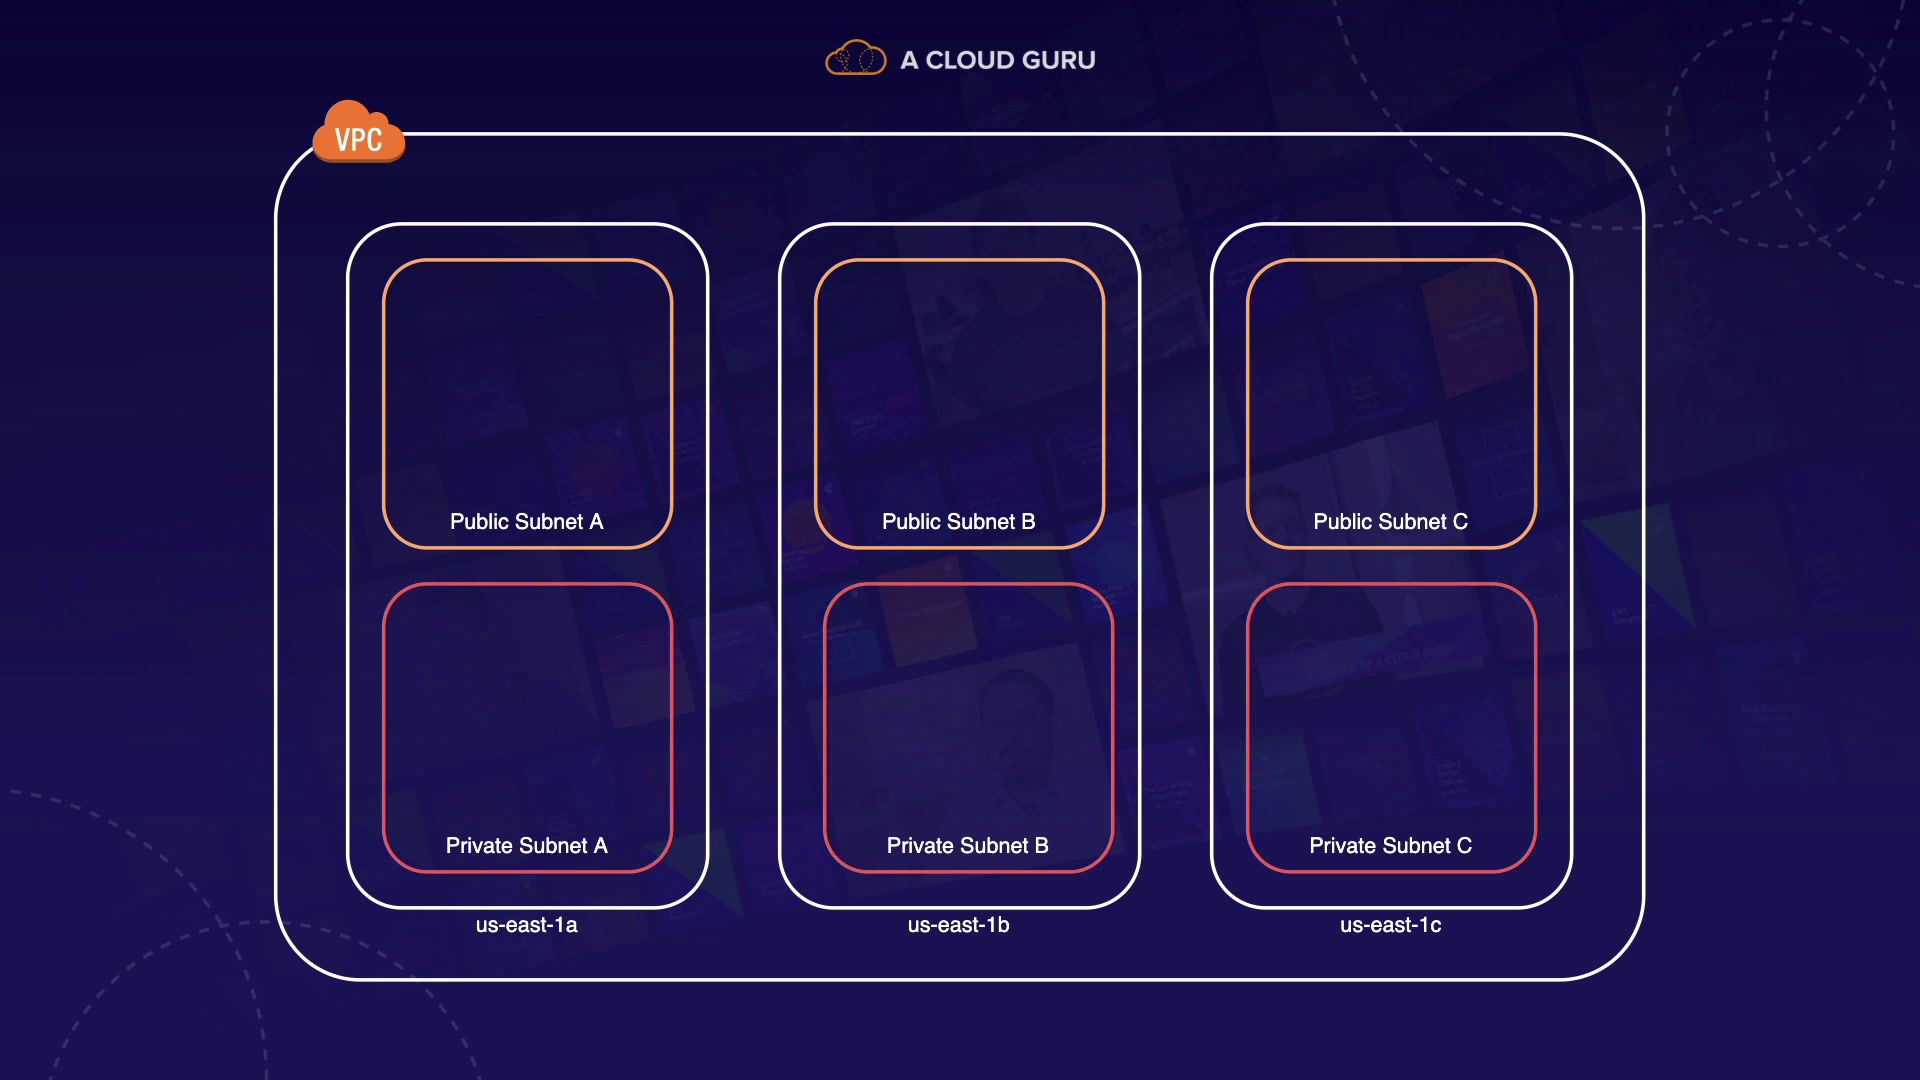 A CLOUD GURU
VPC
Public Subnet A
Public Subnet B
Public Subnet C
Private Subnet A
Private Subnet B
Private Subnet C
us-east-1a
us-east-1b
us-east-1c